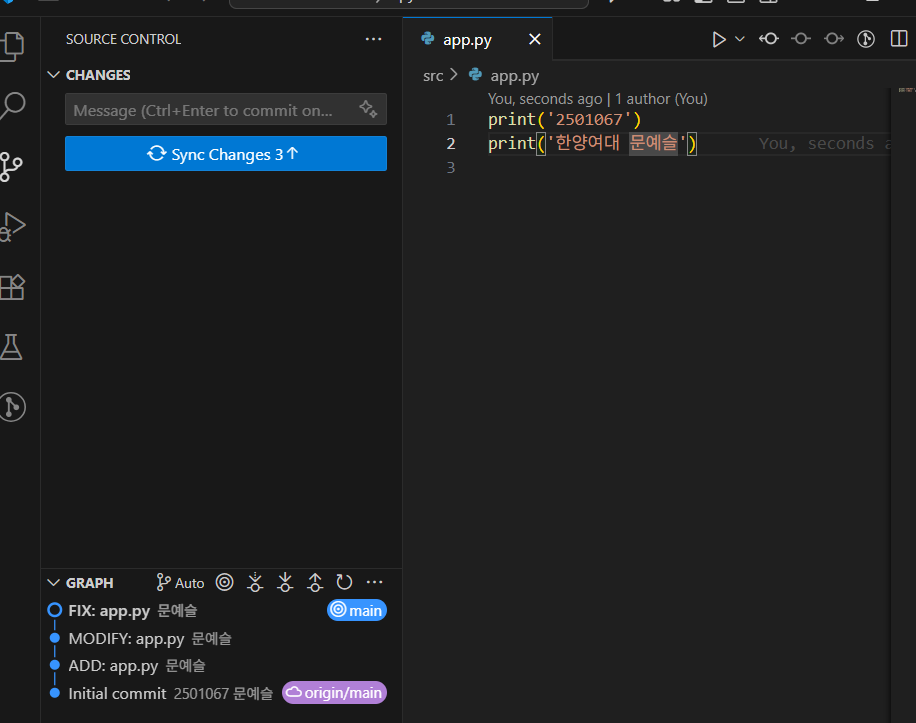 SOURCE CONTROL
CHANGES
Message (Ctrl+Enter to commit on...
Sync Changes 3↑
app.py
src > app.py
You, seconds ago | 1 author (You)
1 print('2501067')
2 print('한양여대 문예슬') You, seconds a
3
GRAPH Auto
FIX: app.py 문예슬 main
MODIFY: app.py 문예슬
ADD: app.py 문예슬
Initial commit 2501067 문예슬 origin/main